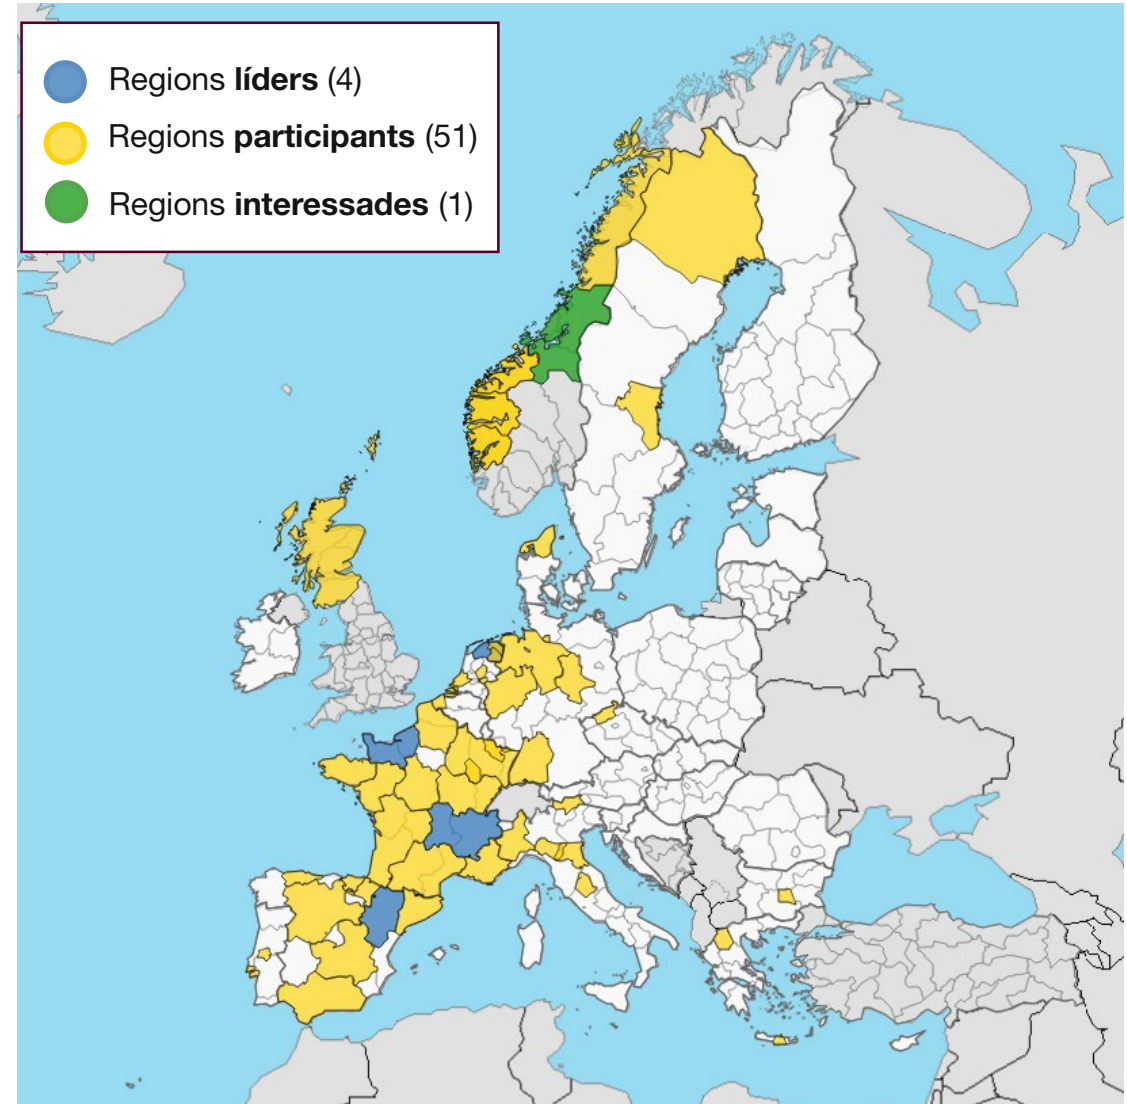 Regions líders (4)
Regions participants (51)
Regions interessades (1)